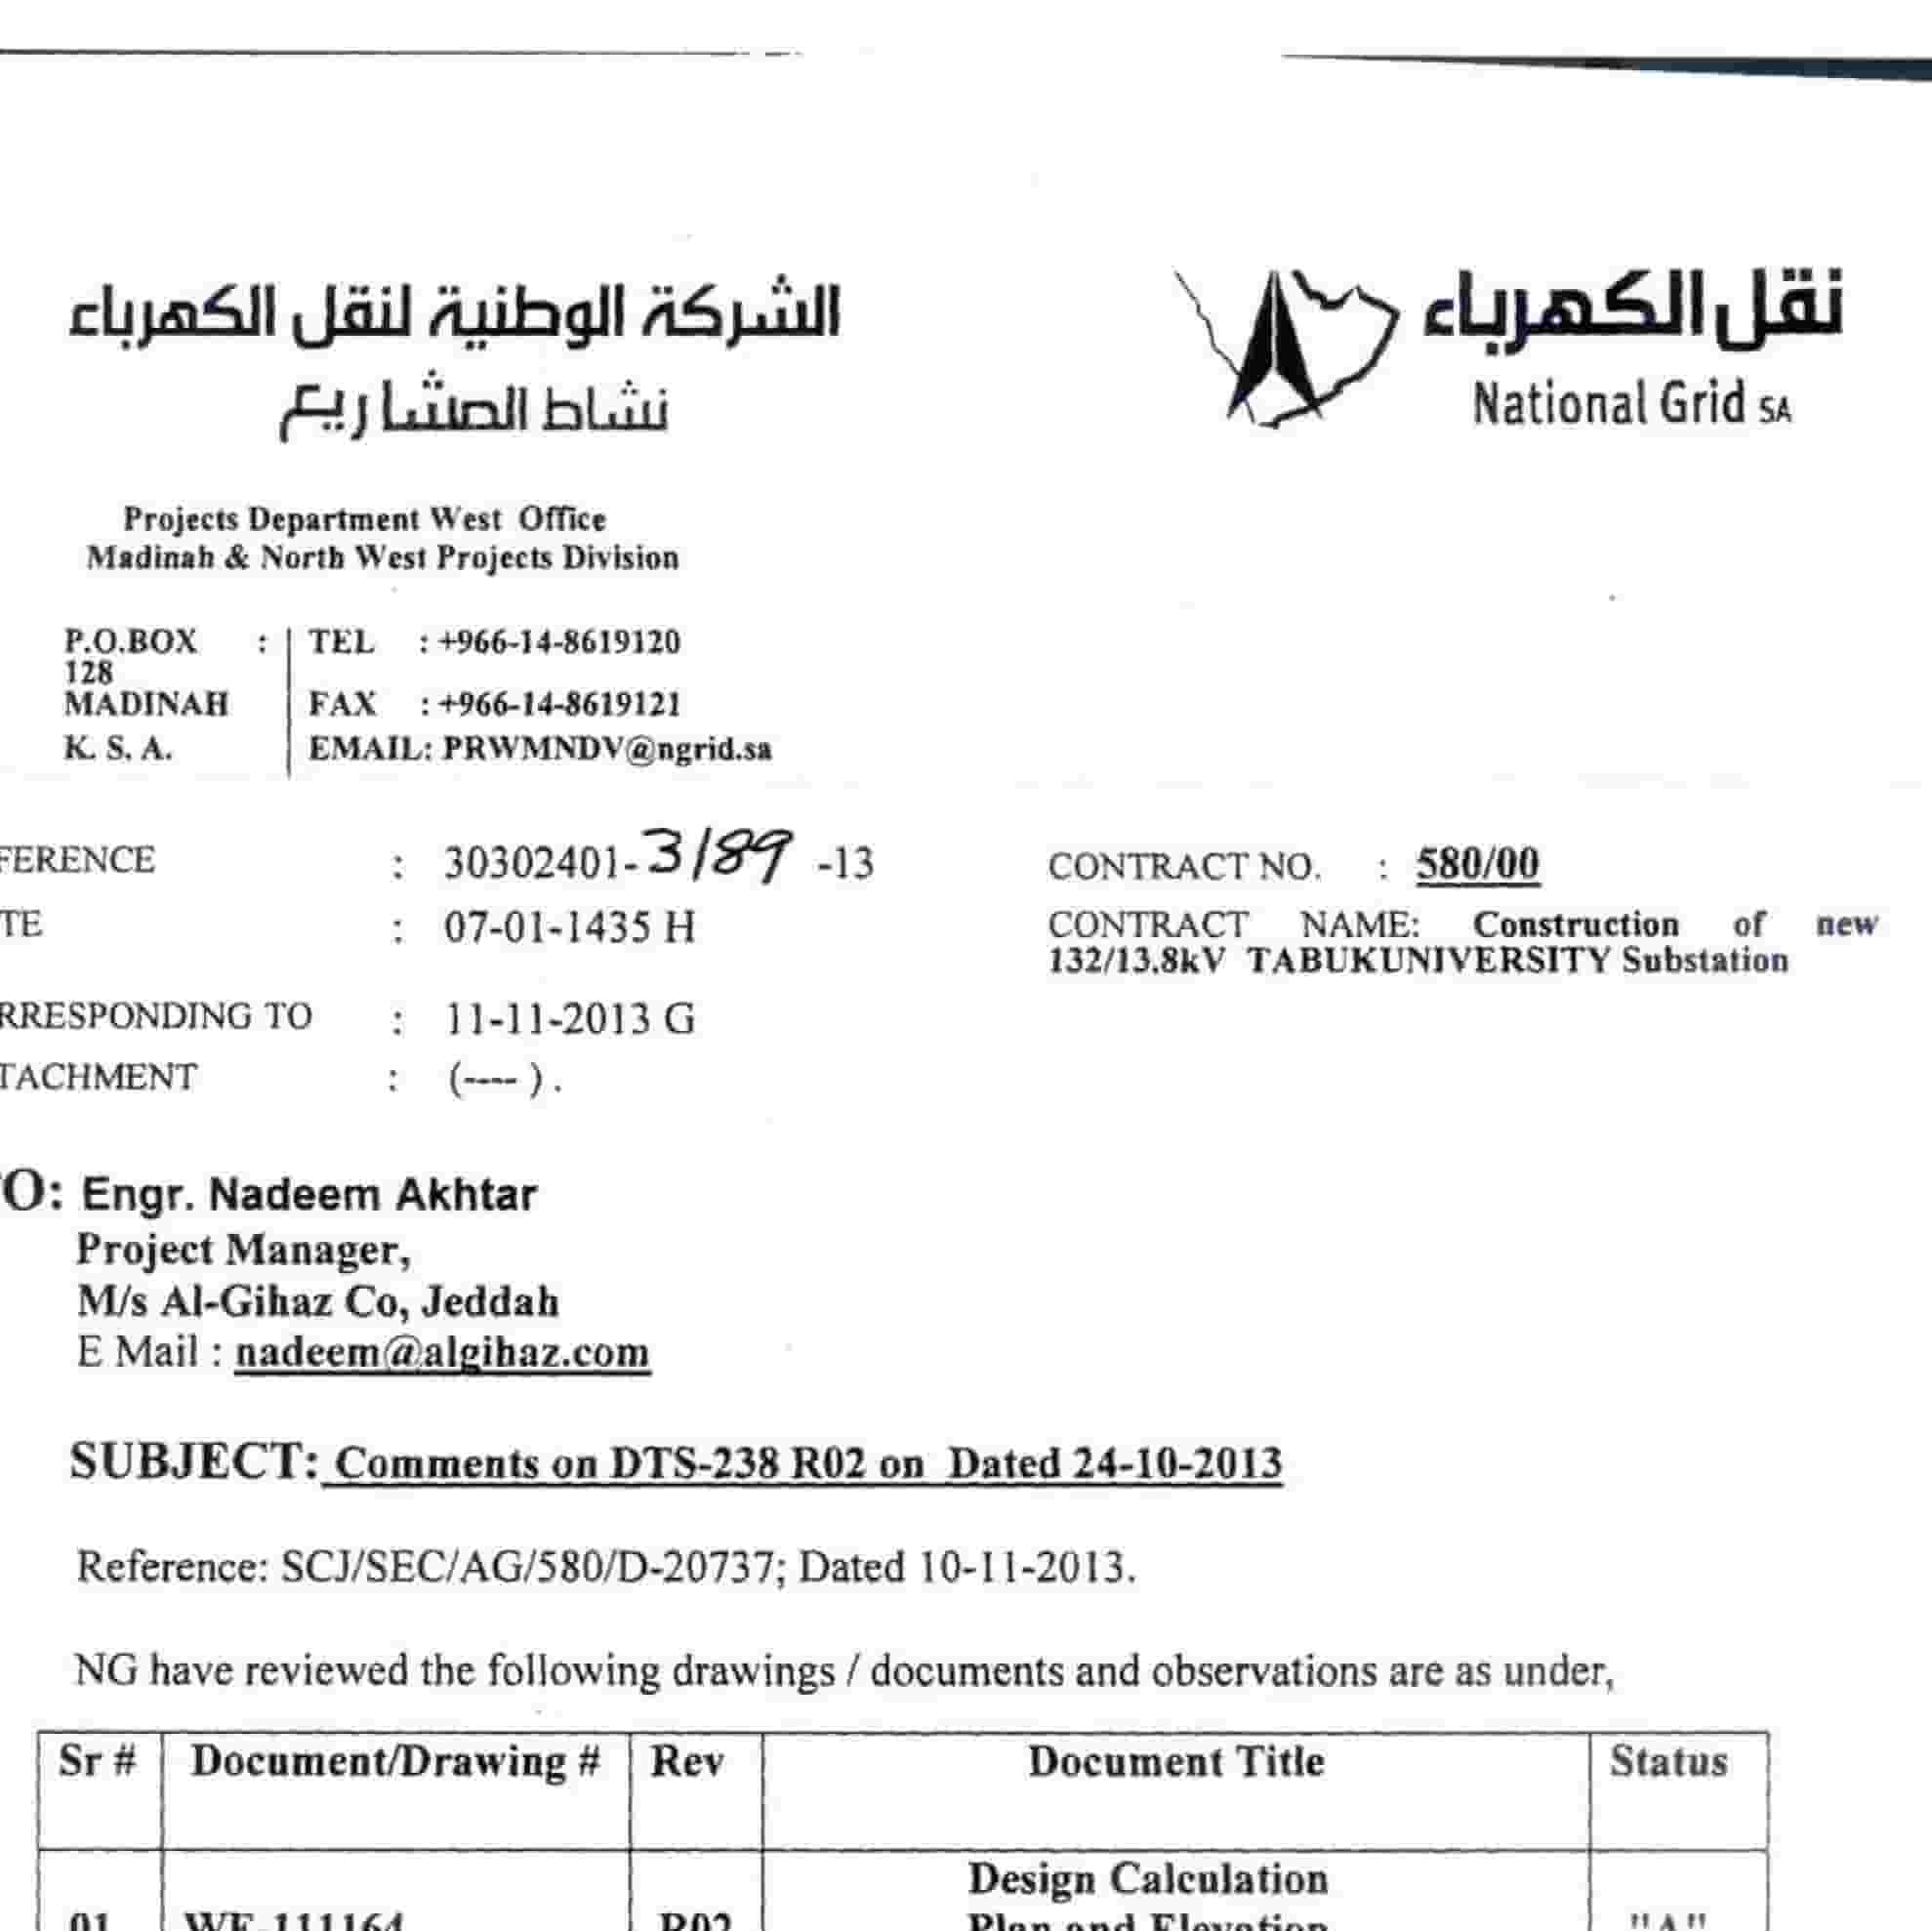 الشركة الوطنية لنقل الكهرباء
نشاط المشاريع
نقل الكهرباء
National Grid SA
Projects Department West Office
Madinah & North West Projects Division
P.O.BOX : TEL : +966-14-8619120
128
MADINAH FAX : +966-14-8619121
K. S. A. EMAIL: PRWMNDV@ngrid.sa
FERENCE : 30302401-3189 -13
TE : 07-01-1435 H
RRESPONDING TO : 11-11-2013 G
TACHMENT : (---- ) .
CONTRACT NO. : 580/00
CONTRACT NAME: Construction of new
132/13.8kV TABUKUNIVERSITY Substation
O: Engr. Nadeem Akhtar
Project Manager,
M/s Al-Gihaz Co, Jeddah
E Mail : nadeem@algihaz.com
SUBJECT: Comments on DTS-238 R02 on Dated 24-10-2013
Reference: SCJ/SEC/AG/580/D-20737; Dated 10-11-2013.
NG have reviewed the following drawings / documents and observations are as under,
Sr # Document/Drawing # Rev Document Title Status
Design Calculation
01 WE-111164 R02 Plan and Elevation "A"